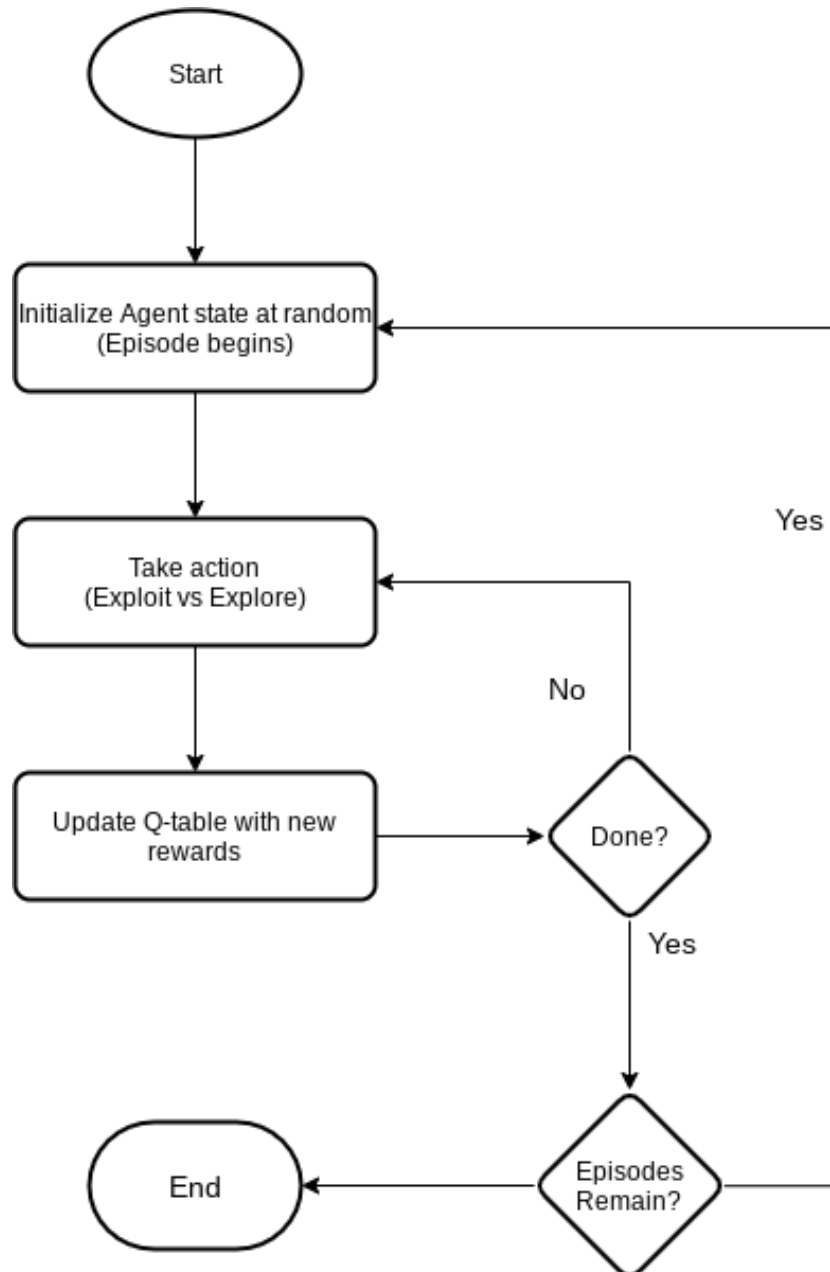 Start
Initialize Agent state at random
(Episode begins)
Yes
Take action
(Exploit vs Explore)
No
Update Q-table with new
rewards
Done?
Yes
End
Episodes
Remain?